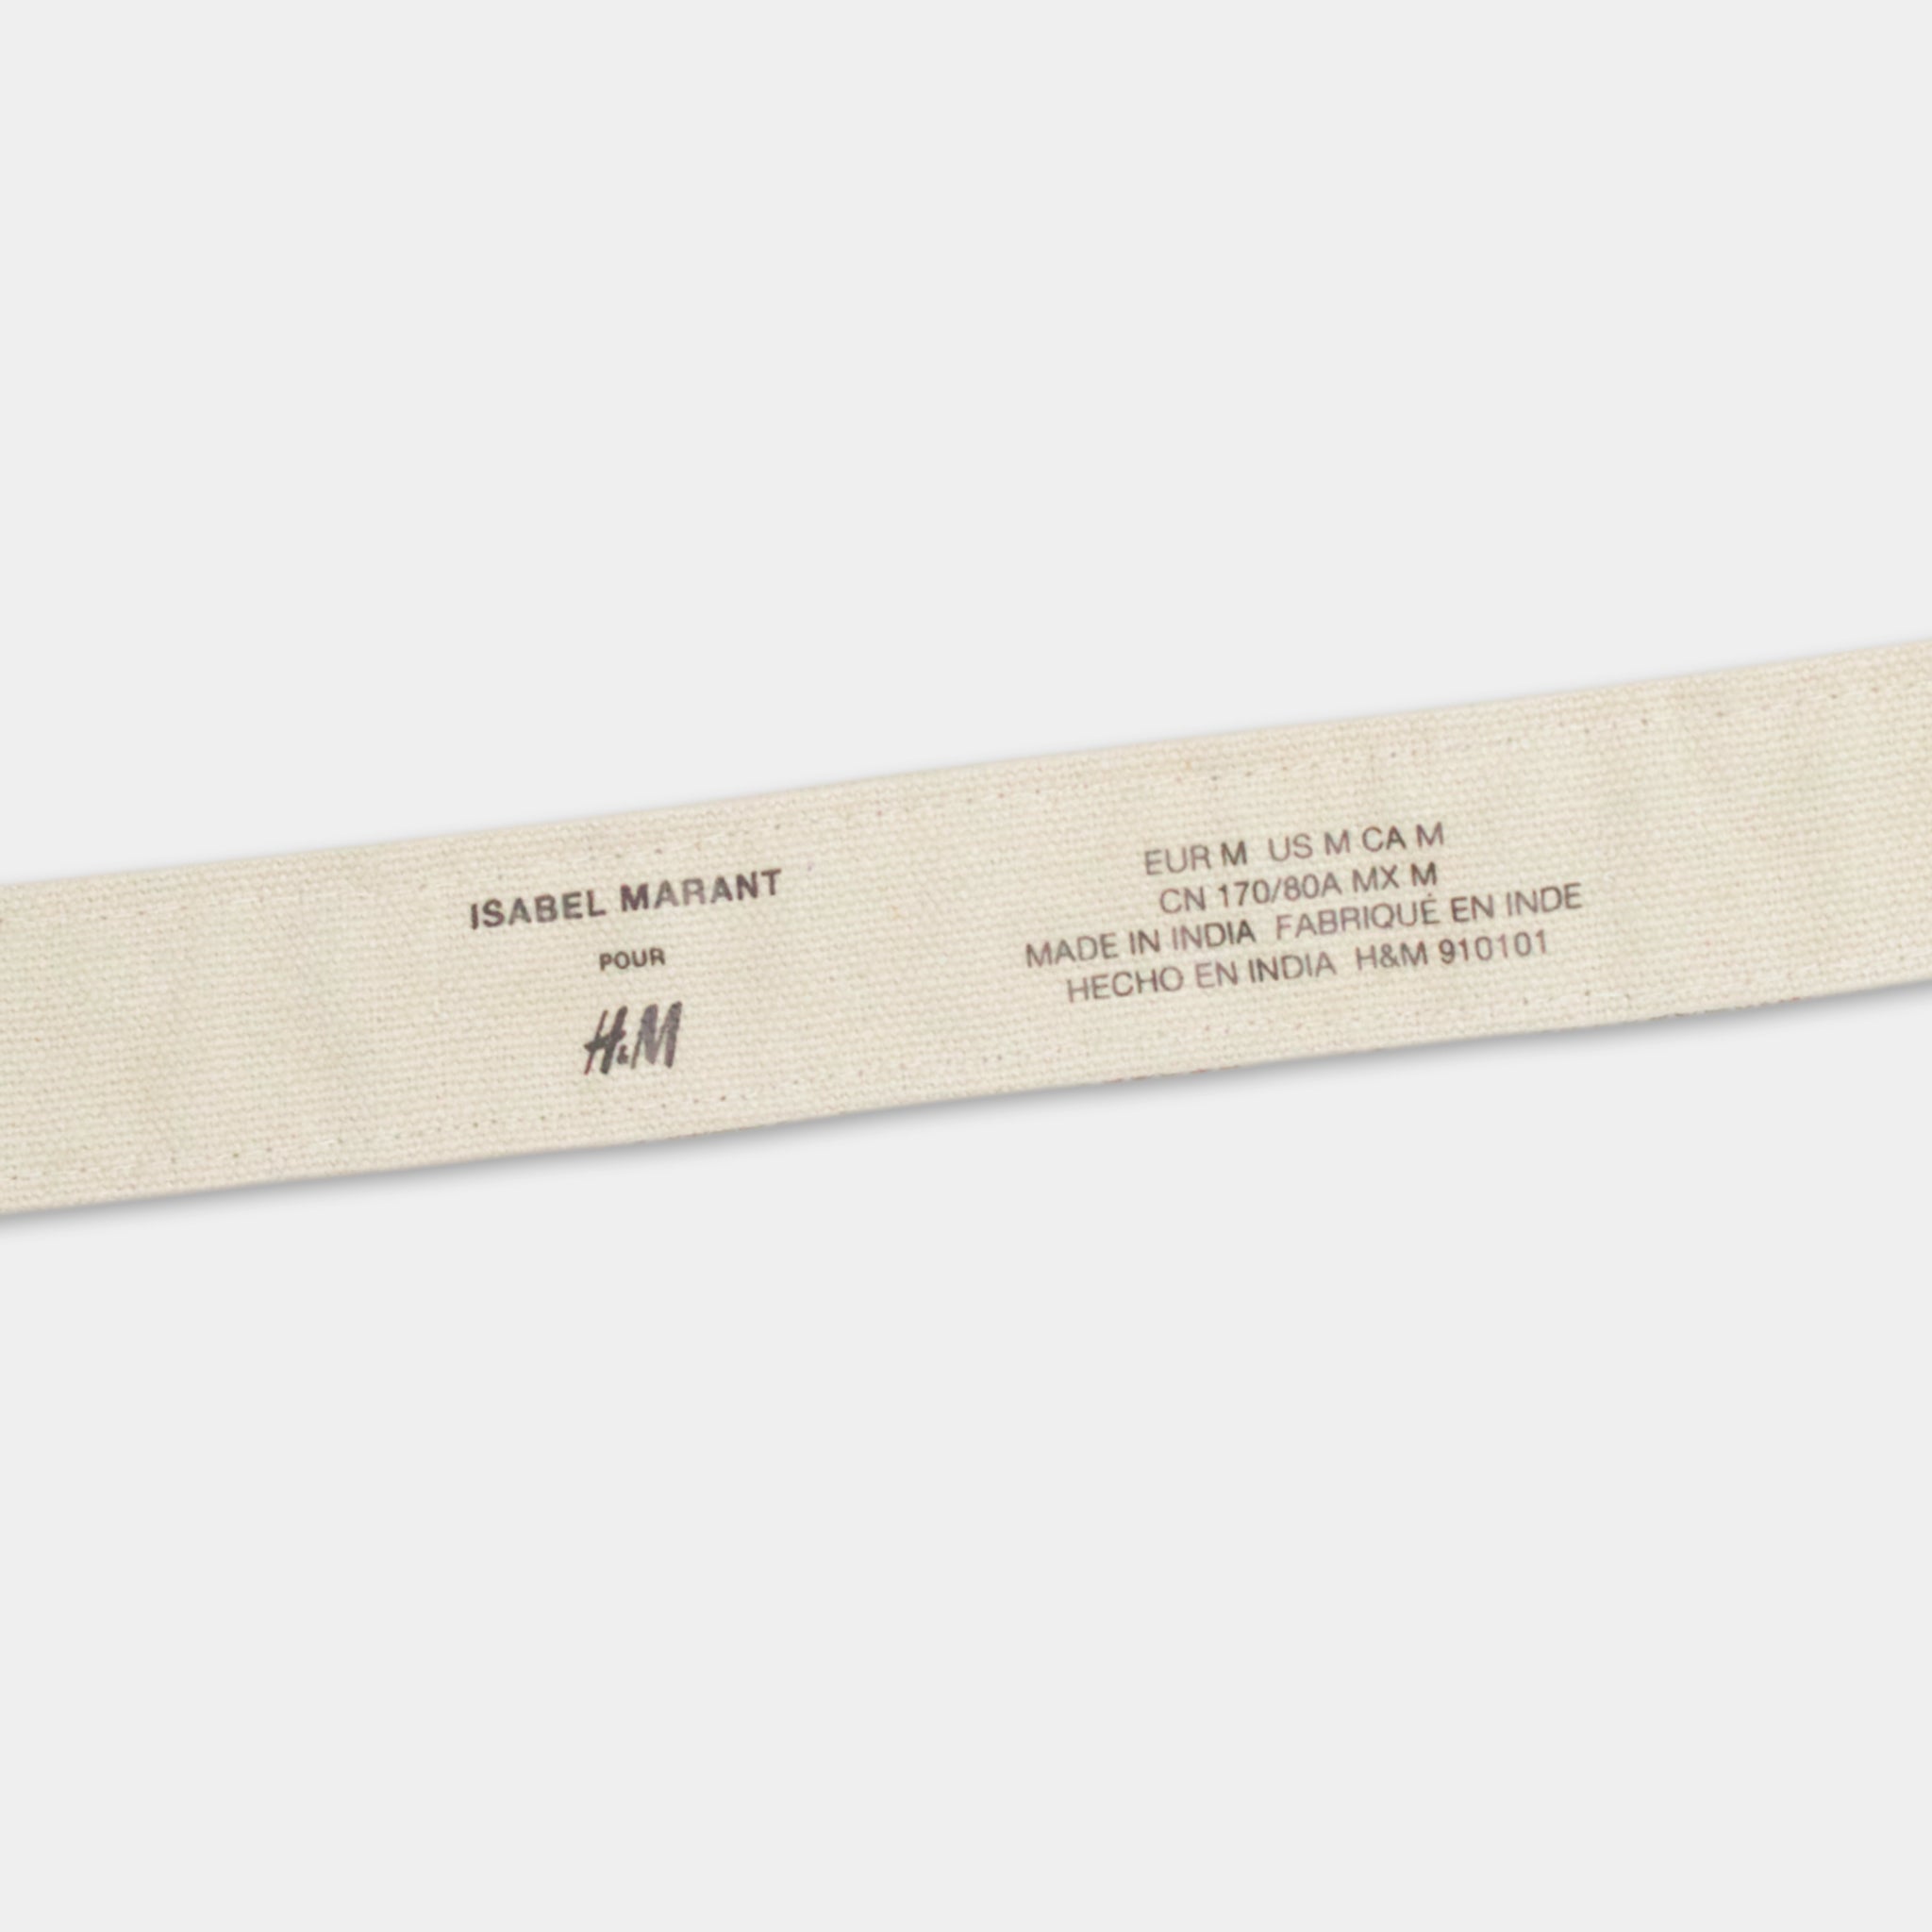 ISABEL MARANT
POUR
H&M
EUR M US M CA M
CN 170/80A MX M
MADE IN INDIA FABRIQUÉ EN INDE
HECHO EN INDIA H&M 910101